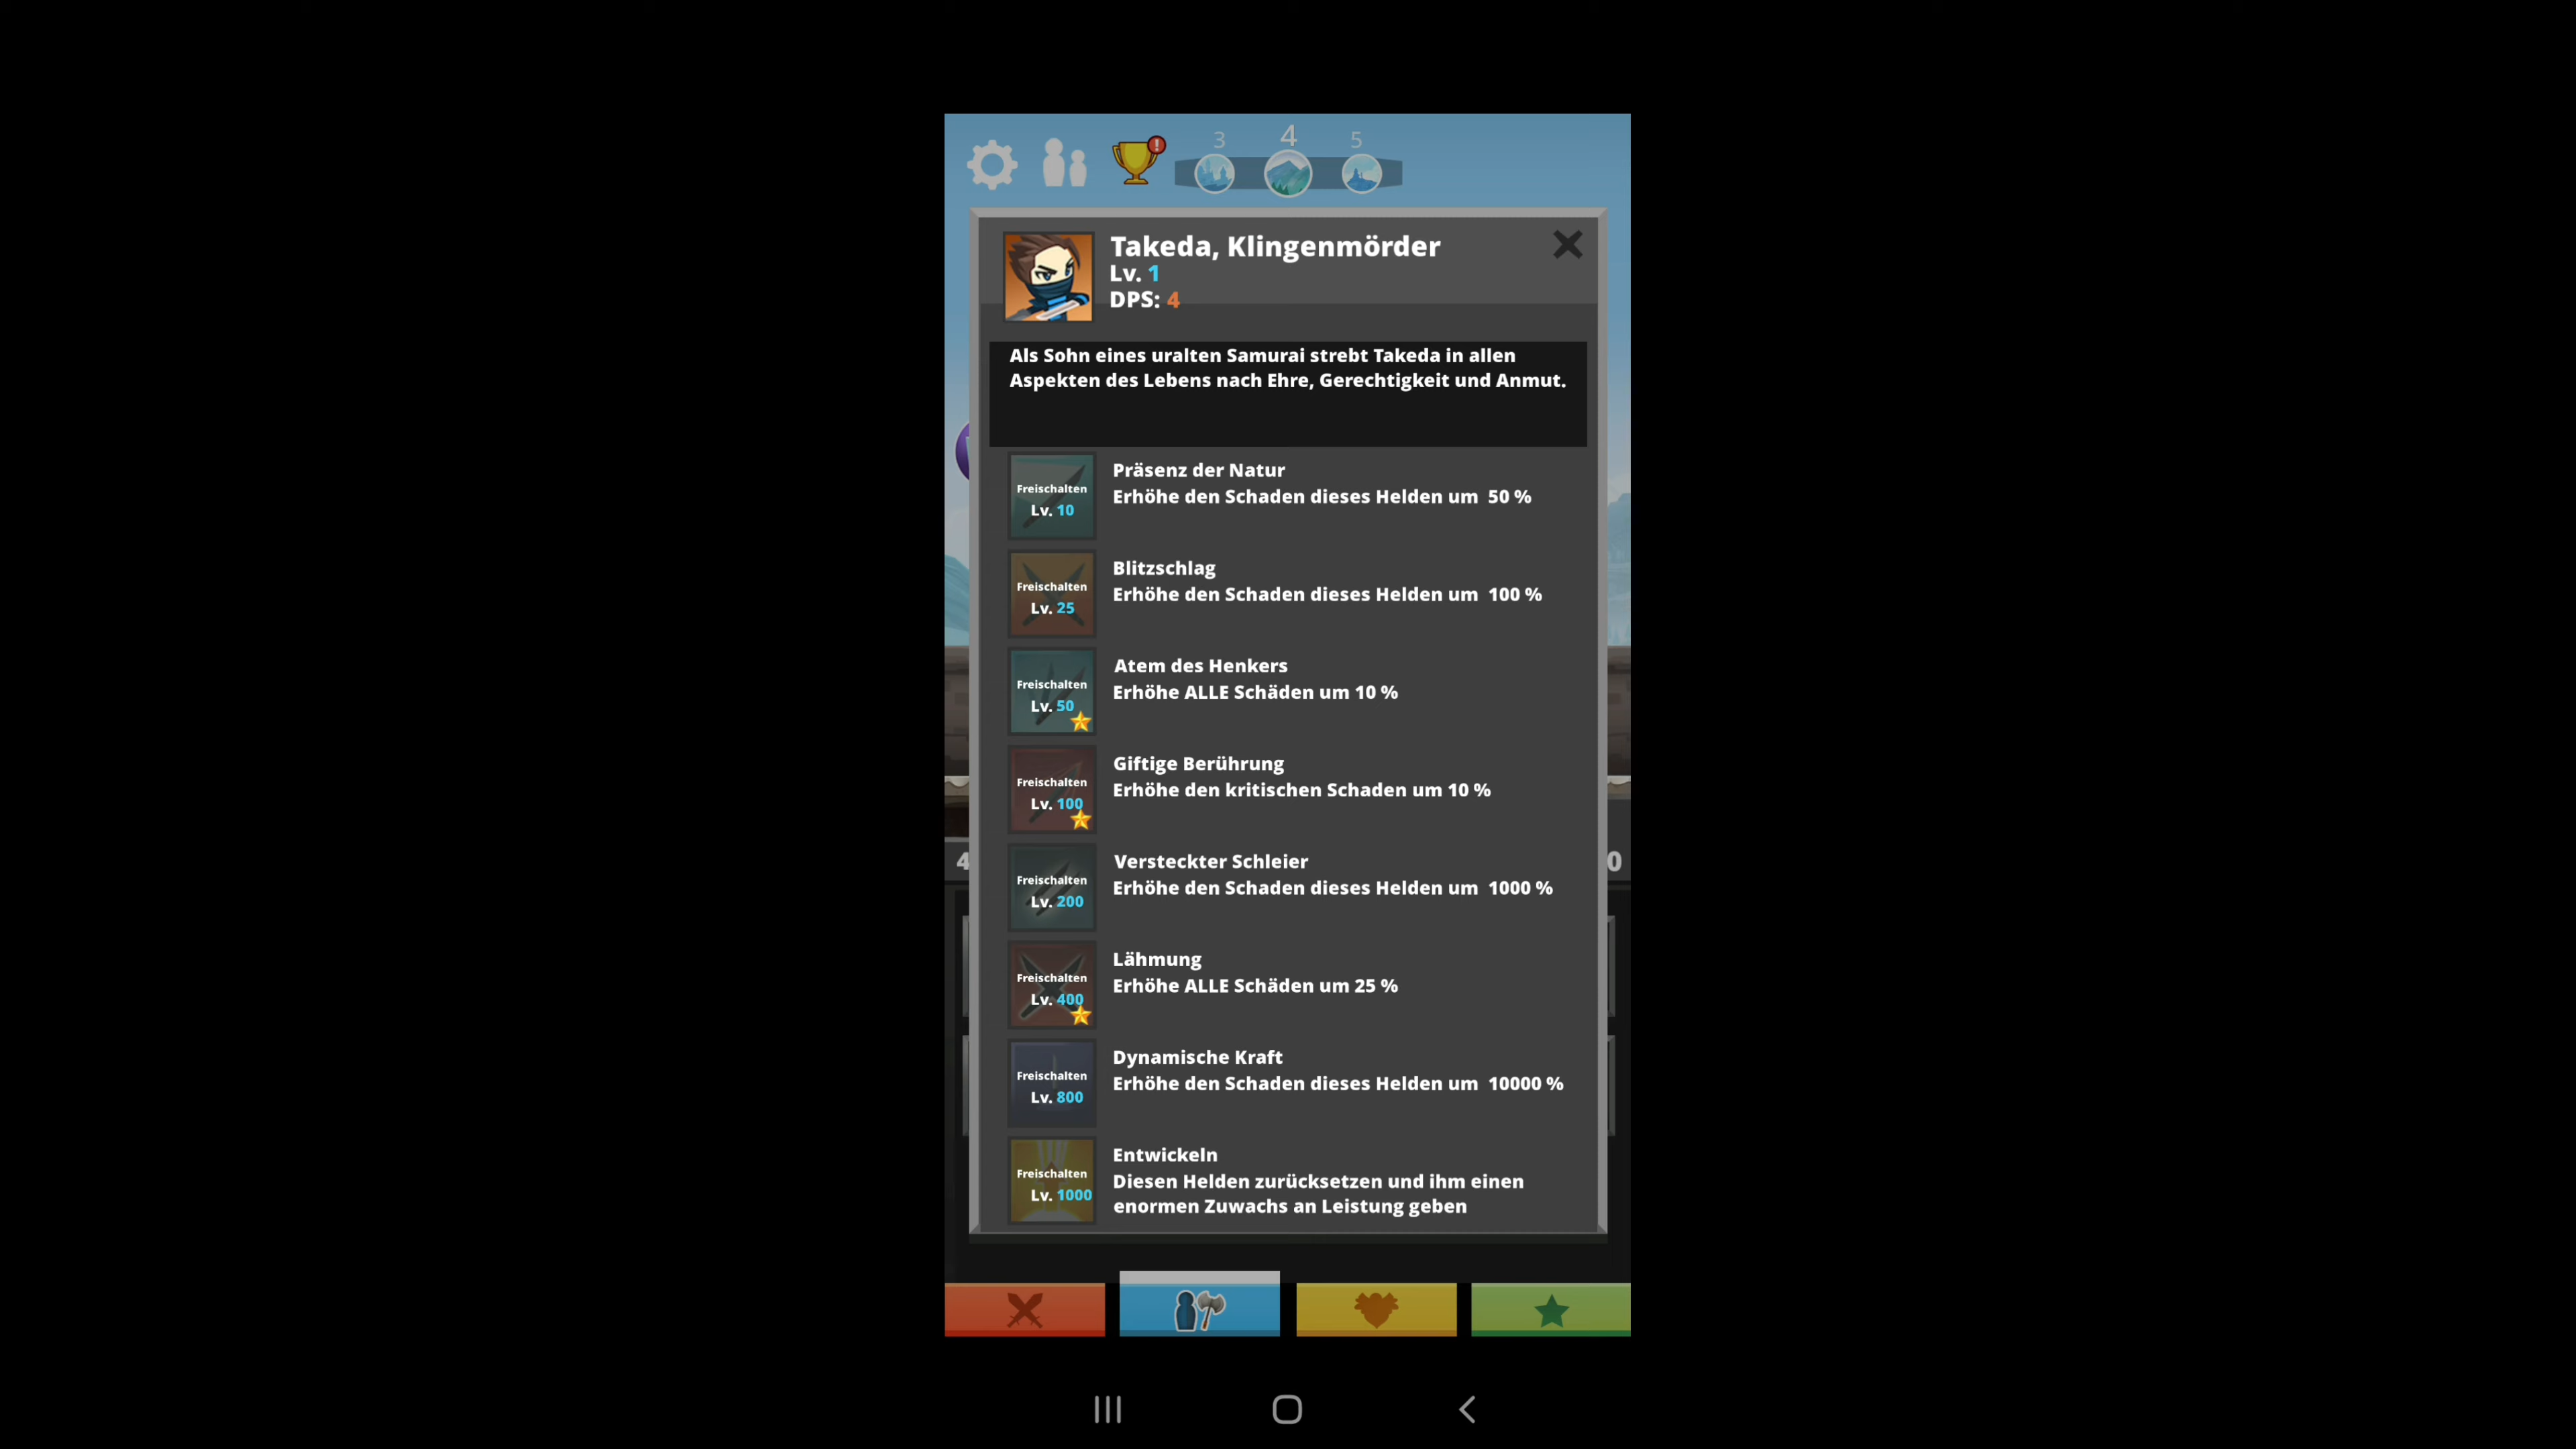 3
4
5
Takeda, Klingenmörder
Lv. 1
DPS: 4
Als Sohn eines uralten Samurai strebt Takeda in allen
Aspekten des Lebens nach Ehre, Gerechtigkeit und Anmut.
Freischalten
Lv. 10
Präsenz der Natur
Erhöhe den Schaden dieses Helden um 50 %
Freischalten
Lv. 25
Blitzschlag
Erhöhe den Schaden dieses Helden um 100 %
Freischalten
Lv. 50
Atem des Henkers
Erhöhe ALLE Schäden um 10 %
Freischalten
Lv. 100
Giftige Berührung
Erhöhe den kritischen Schaden um 10 %
4
0
Freischalten
Lv. 200
Versteckter Schleier
Erhöhe den Schaden dieses Helden um 1000 %
Freischalten
Lv. 400
Lähmung
Erhöhe ALLE Schäden um 25 %
Freischalten
Lv. 800
Dynamische Kraft
Erhöhe den Schaden dieses Helden um 10000 %
Freischalten
Lv. 1000
Entwickeln
Diesen Helden zurücksetzen und ihm einen
enormen Zuwachs an Leistung geben